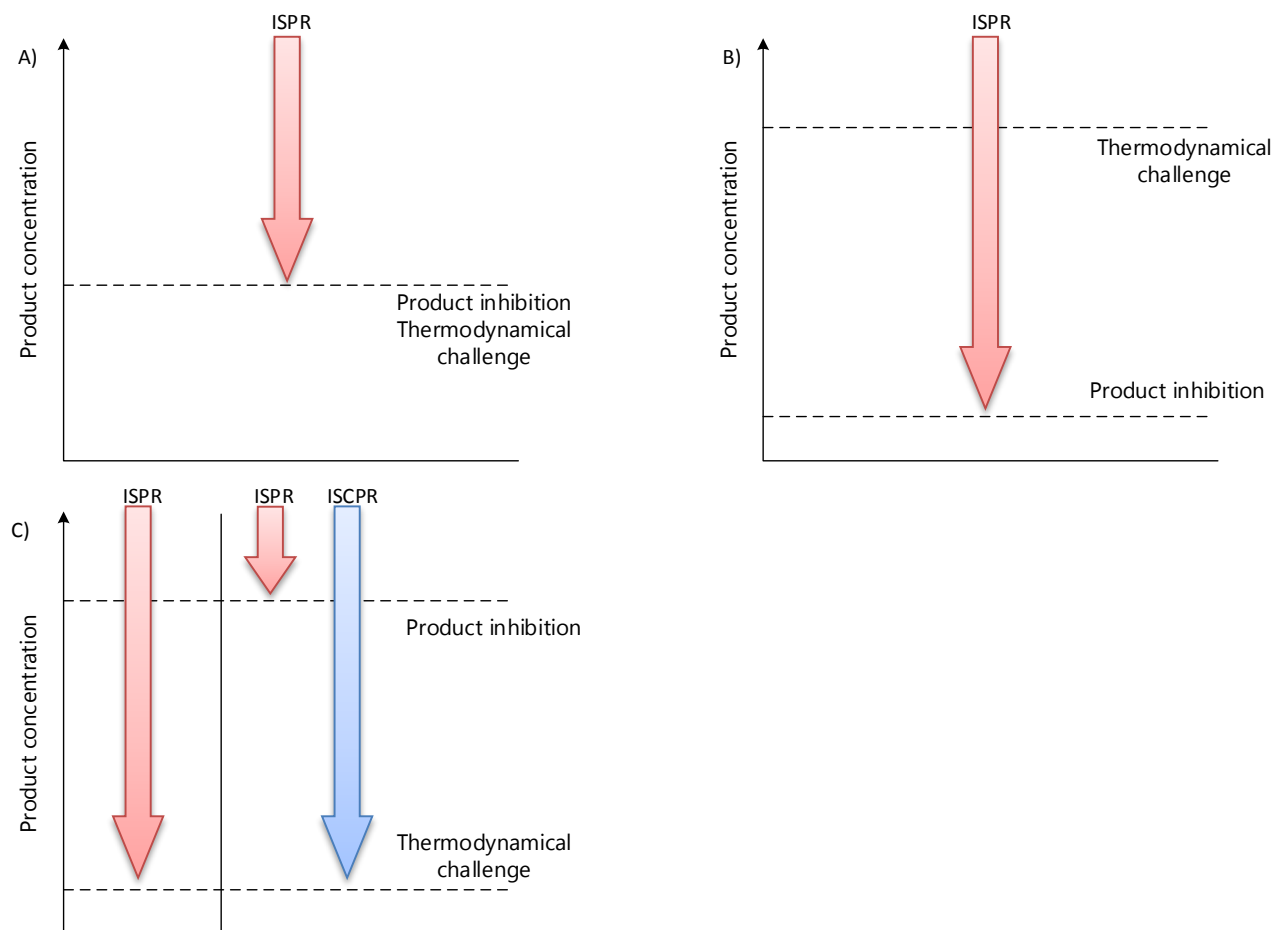 ISPR
A)
Product concentration
Product inhibition
Thermodynamical
challenge
ISPR
B)
Product concentration
Thermodynamical
challenge
Product inhibition
ISPR
ISPR
ISCPR
C)
Product concentration
Product inhibition
Thermodynamical
challenge